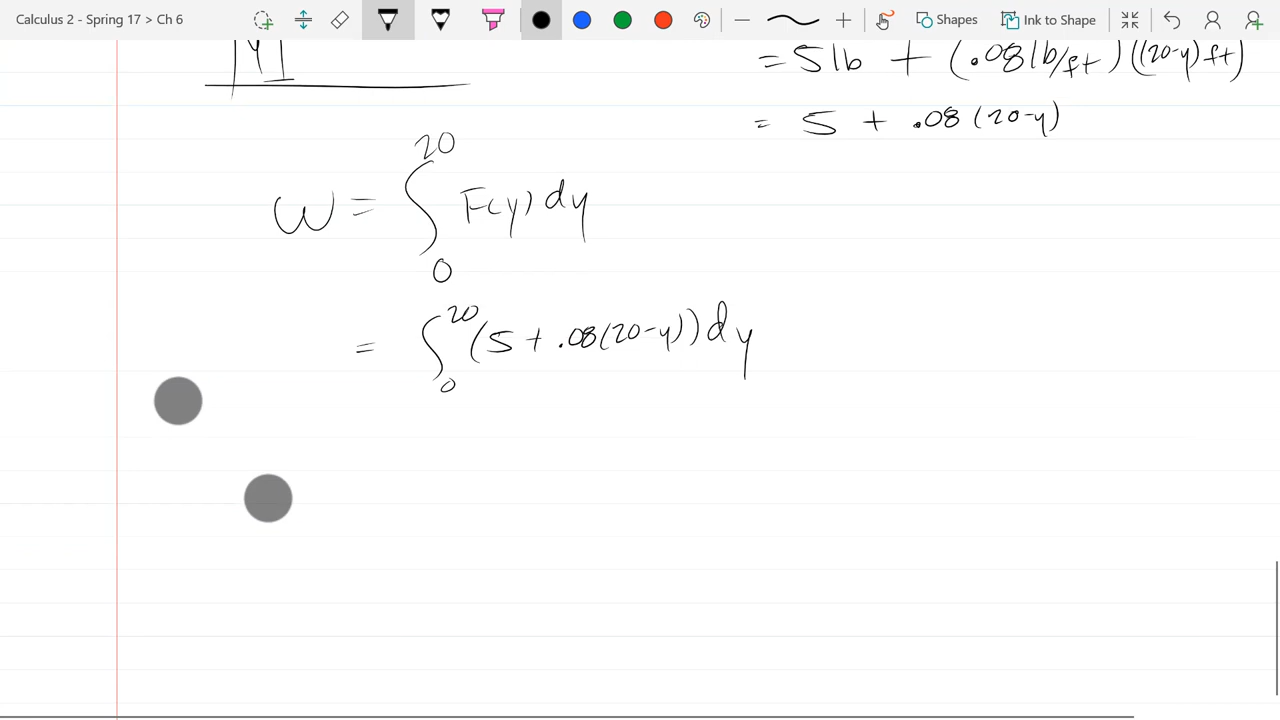 Calculus 2 - Spring 17 > Ch 6
Shapes
Ink to Shape
= 5 lb + (.08 lb/ft) ((20-y) ft)
= 5 + .08 (20-y)
W = ∫₀²⁰ F(y) dy
= ∫₀²⁰ (5 + .08(20-y)) dy